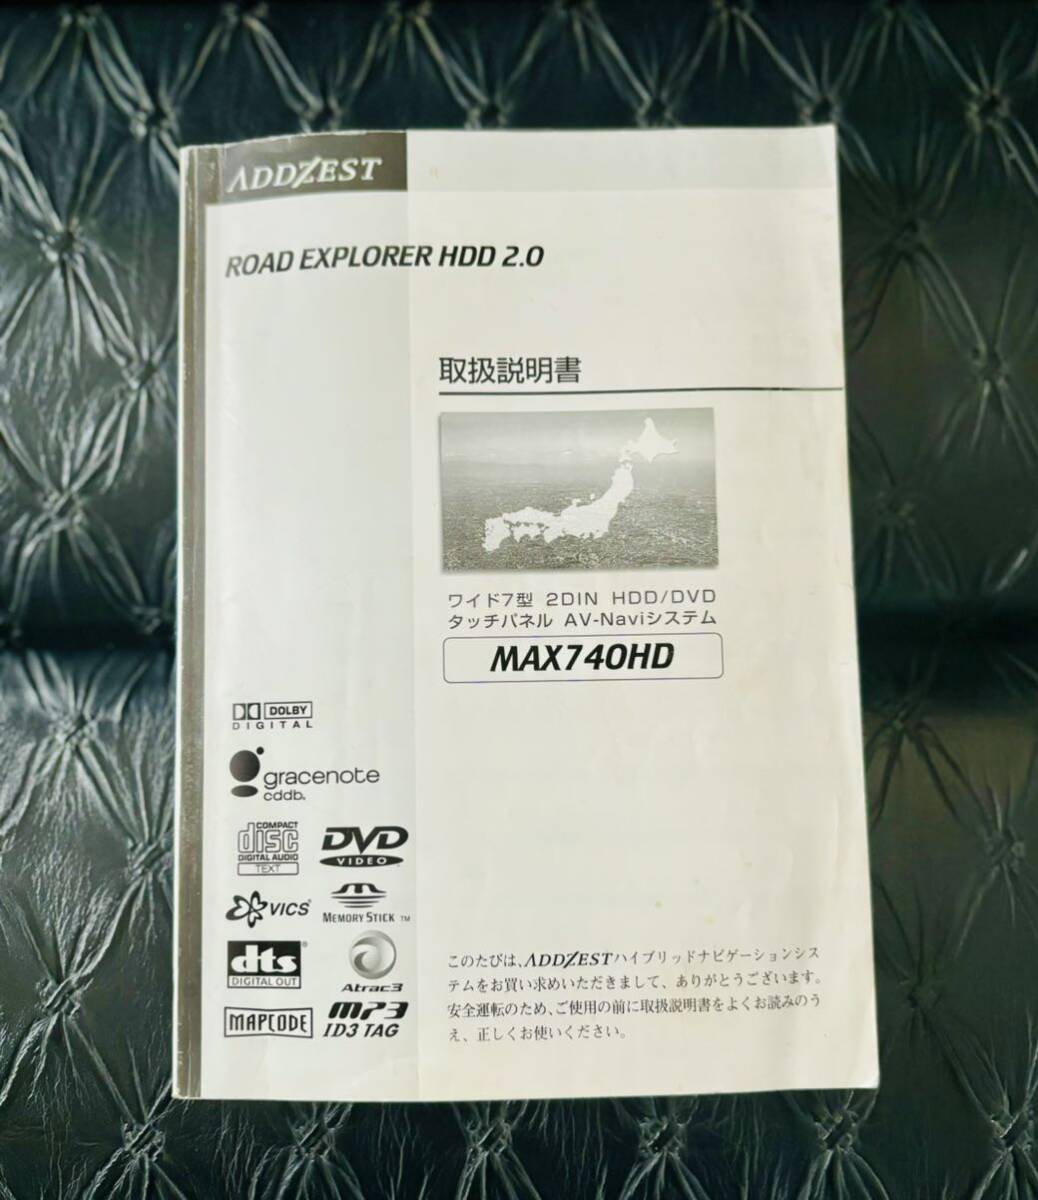 ADDZEST
ROAD EXPLORER HDD 2.0
取扱説明書
ワイド7型 2DIN HDD/DVD
タッチパネル AV-Naviシステム
MAX740HD
DOLBY
DIGITAL
gracenote
cddb®
COMPACT
disc
DIGITAL AUDIO
TEXT
DVD
VIDEO
VICS®
MEMORY STICK TM
dts®
DIGITAL OUT
Atrac3
MAPCODE
MP3
ID3 TAG
このたびは、ADDZESTハイブリッドナビゲーションシス
テムをお買い求めいただきまして、ありがとうございます。
安全運転のため、ご使用の前に取扱説明書をよくお読みのう
え、正しくお使いください。